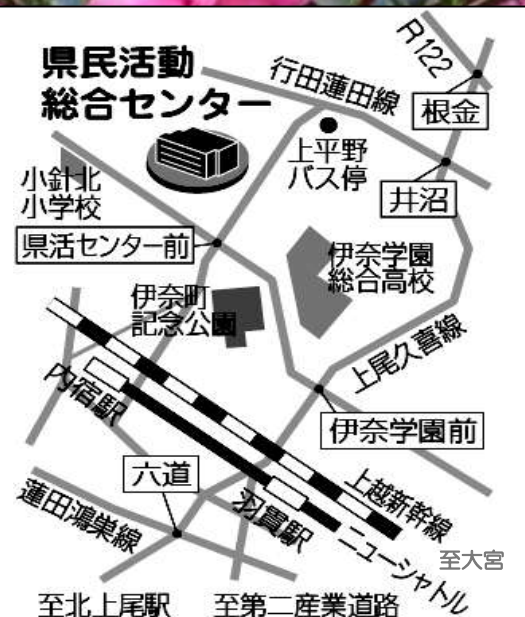 県民活動
総合センター
行田蓮田線
R122
根金
上平野
バス停
井沼
小針北
小学校
県活センター前
伊奈学園
総合高校
伊奈町
記念公園
上尾久喜線
内宿駅
伊奈学園前
六道
羽貫駅
上越新幹線
蓮田鴻巣線
ニューシャトル
至大宮
至北上尾駅
至第二産業道路